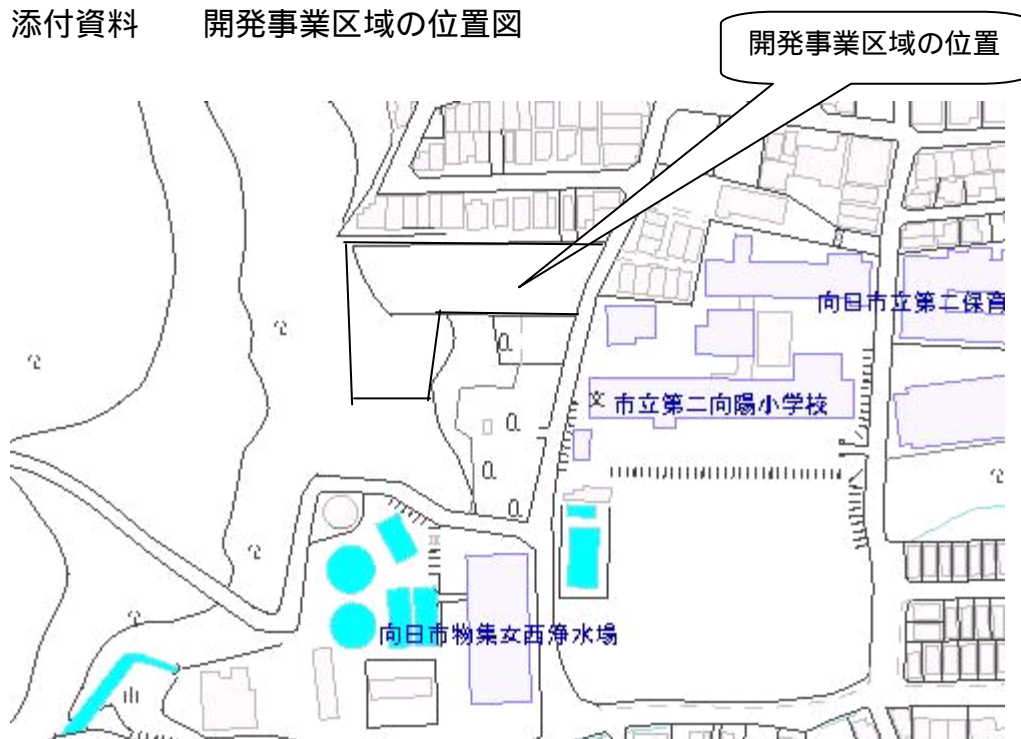 添付資料　開発事業区域の位置図
開発事業区域の位置
向日市立第二保育
文 市立第二向陽小学校
向日市物集女西浄水場